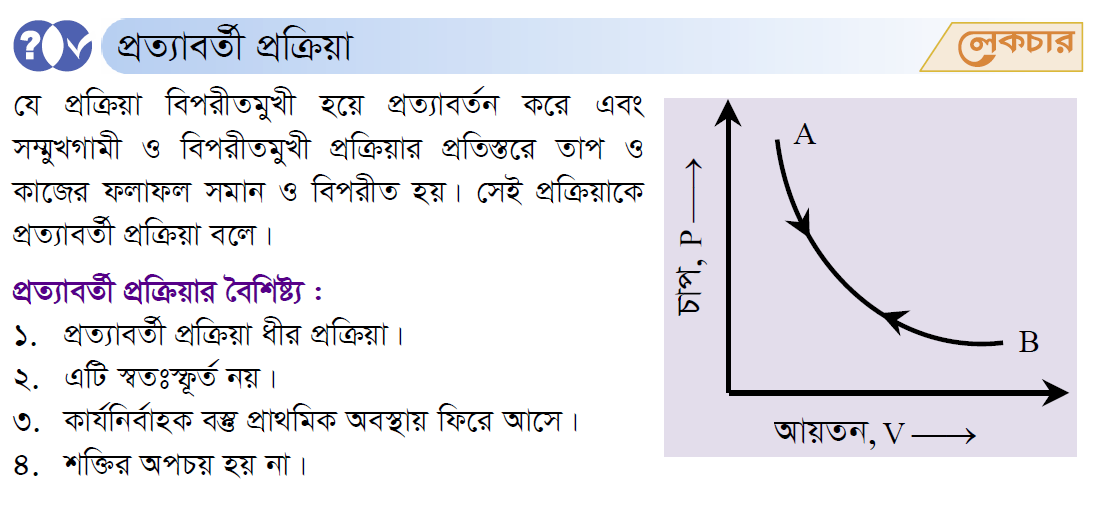 প্রত্যাবর্তী প্রক্রিয়া
লেকচার
যে প্রক্রিয়া বিপরীতমুখী হয়ে প্রত্যাবর্তন করে এবং
সম্মুখগামী ও বিপরীতমুখী প্রক্রিয়ার প্রতিস্তরে তাপ ও
কাজের ফলাফল সমান ও বিপরীত হয়। সেই প্রক্রিয়াকে
প্রত্যাবর্তী প্রক্রিয়া বলে।
প্রত্যাবর্তী প্রক্রিয়ার বৈশিষ্ট্য :
১. প্রত্যাবর্তী প্রক্রিয়া ধীর প্রক্রিয়া।
২. এটি স্বতঃস্ফূর্ত নয়।
৩. কার্যনির্বাহক বস্তু প্রাথমিক অবস্থায় ফিরে আসে।
৪. শক্তির অপচয় হয় না।
A
চাপ, P ⟶
B
আয়তন, V ⟶